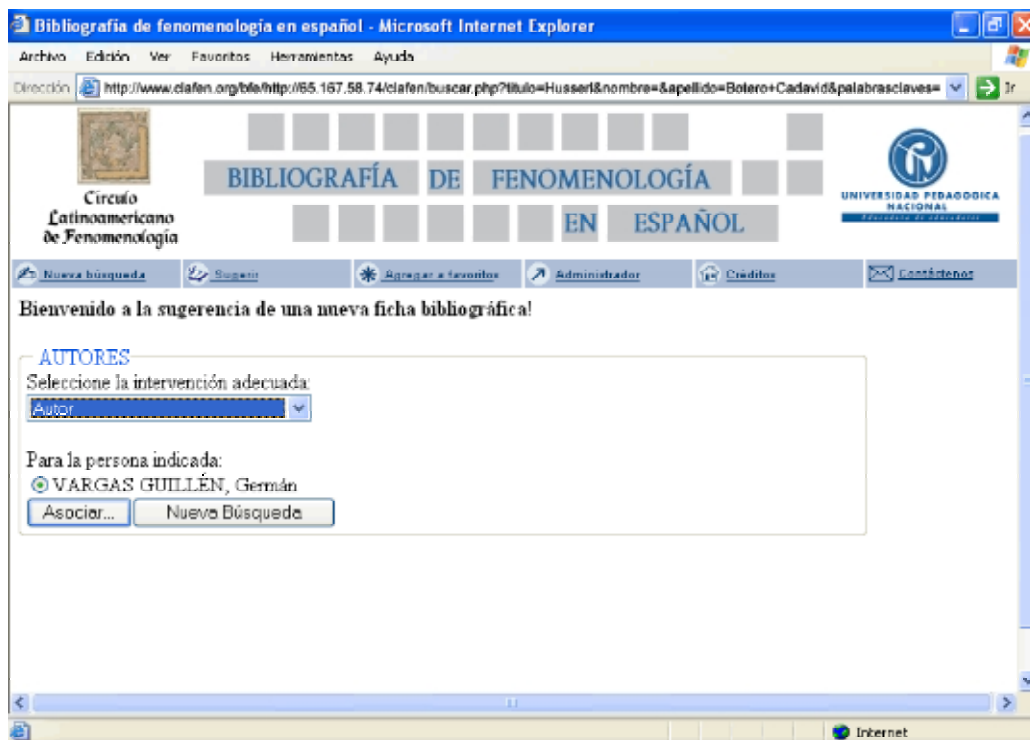 Bibliografía de fenomenología en español - Microsoft Internet Explorer
Archivo Edición Ver Favoritos Herramientas Ayuda
Dirección http://www.clafen.org/bfe/http://65.167.58.74/clafen/buscar.php?titulo=Husserl&nombre=&apellido=Botero+Cadavid&palabrasclaves= Ir
Círculo
Latinoamericano
de Fenomenología
BIBLIOGRAFÍA DE FENOMENOLOGÍA
EN ESPAÑOL
UNIVERSIDAD PEDAGOGICA
NACIONAL
Educadora de educadores
Nueva búsqueda Sugerir Agregar a favoritos Administrador Créditos Contáctenos
Bienvenido a la sugerencia de una nueva ficha bibliográfica!
AUTORES
Seleccione la intervención adecuada:
Autor
Para la persona indicada:
VARGAS GUILLÉN, Germán
Asociar... Nueva Búsqueda
Internet